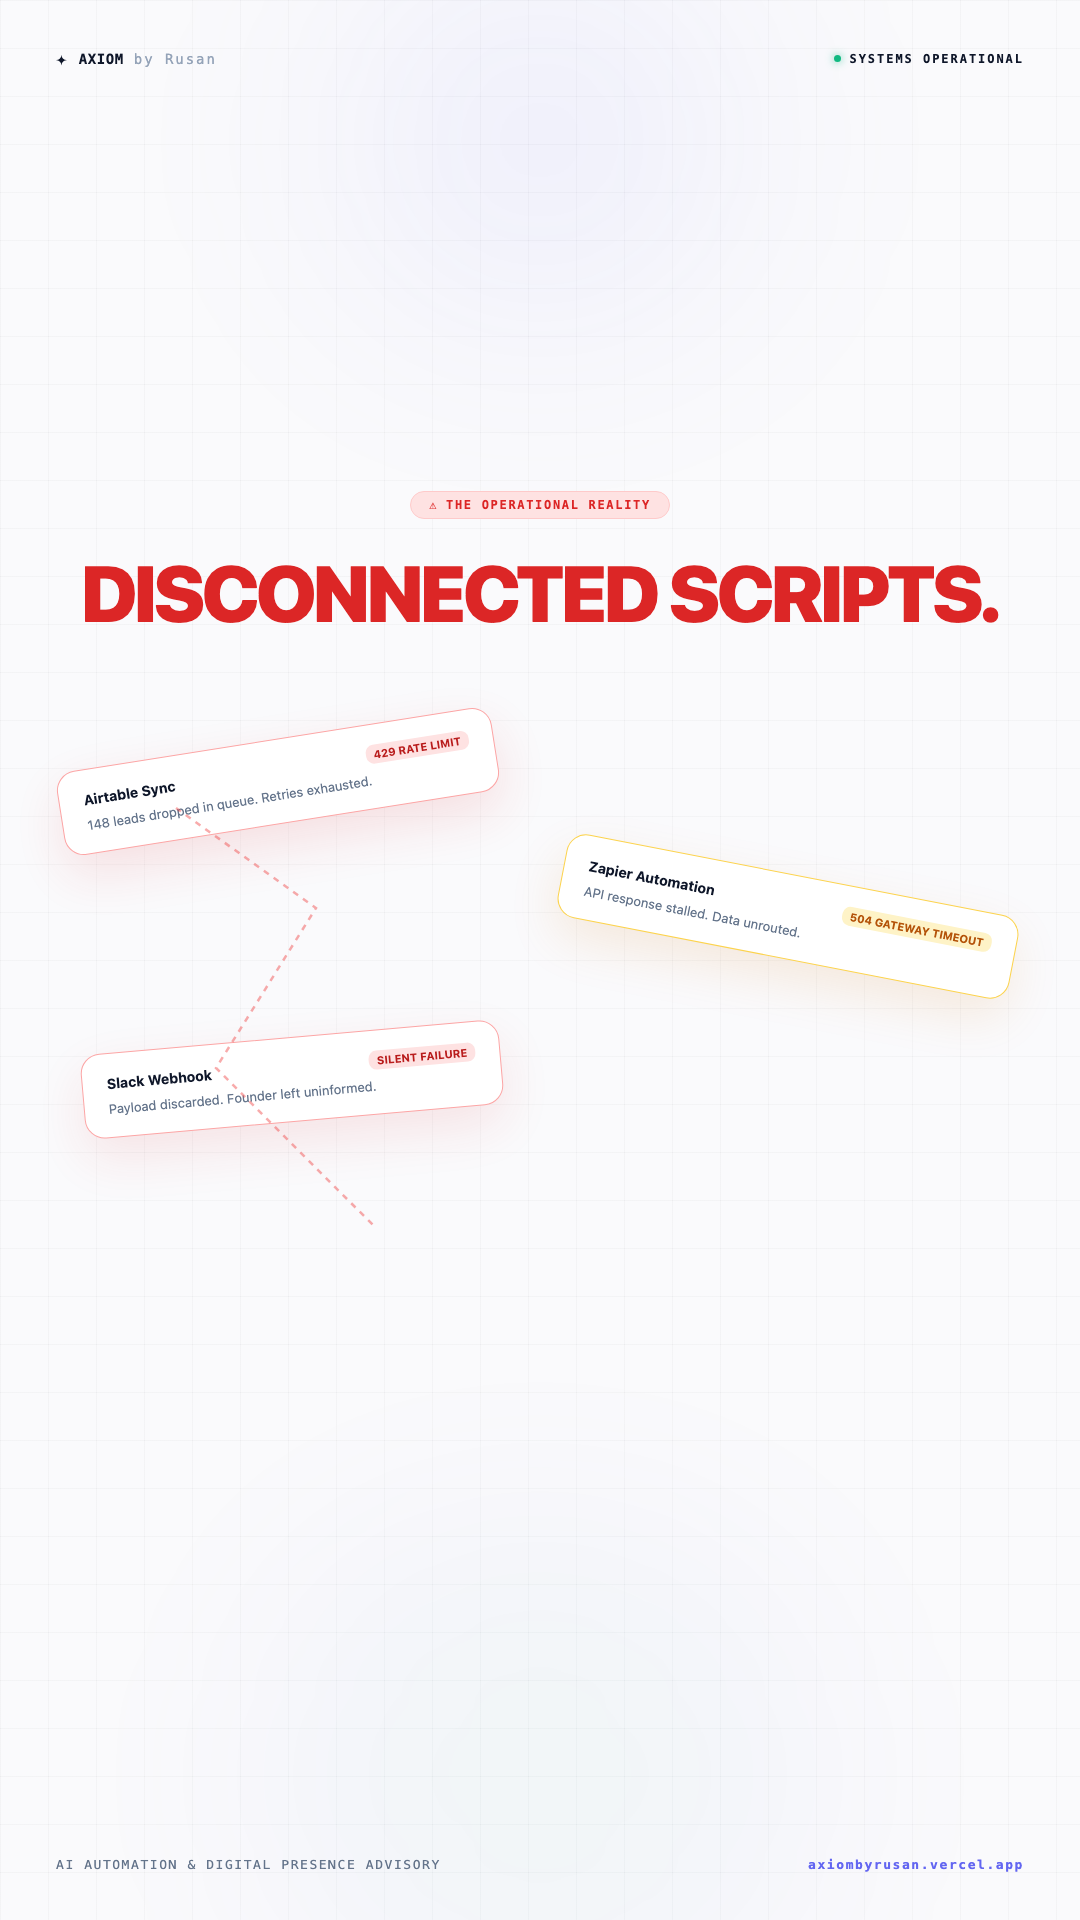 ✦ AXIOM by Rusan
SYSTEMS OPERATIONAL
⚠ THE OPERATIONAL REALITY
DISCONNECTED SCRIPTS.
429 RATE LIMIT
Airtable Sync
148 leads dropped in queue. Retries exhausted.
Zapier Automation
API response stalled. Data unrouted.
504 GATEWAY TIMEOUT
SILENT FAILURE
Slack Webhook
Payload discarded. Founder left uninformed.
AI AUTOMATION & DIGITAL PRESENCE ADVISORY
axiombyrusan.vercel.app